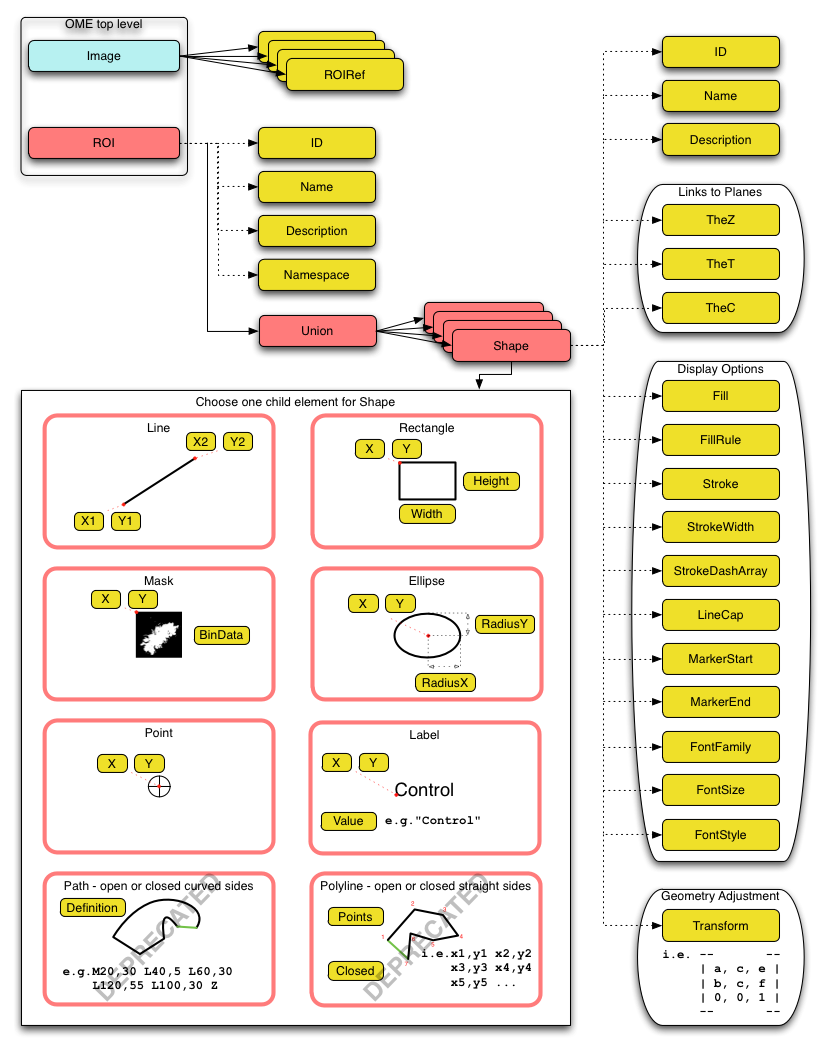 OME top level
Image
ROIRef
ROI
ID
Name
Description
Namespace
Union
Shape
ID
Name
Description
Links to Planes
TheZ
TheT
TheC
Display Options
Fill
FillRule
Stroke
StrokeWidth
StrokeDashArray
LineCap
MarkerStart
MarkerEnd
FontFamily
FontSize
FontStyle
Geometry Adjustment
Transform
i.e. -- --
| a, c, e |
| b, c, f |
| 0, 0, 1 |
-- --
Choose one child element for Shape
Line
X2 Y2
X1 Y1
Rectangle
X Y
Height
Width
Mask
X Y
BinData
Ellipse
X Y
RadiusY
RadiusX
Point
X Y
Label
X Y
Control
Value e.g."Control"
Path - open or closed curved sides
Definition
DEPRECATED
e.g.M20,30 L40,5 L60,30
L120,55 L100,30 Z
Polyline - open or closed straight sides
Points
Closed
DEPRECATED
1
2
4
i.e.x1,y1 x2,y2
x3,y3 x4,y4
x5,y5 ...